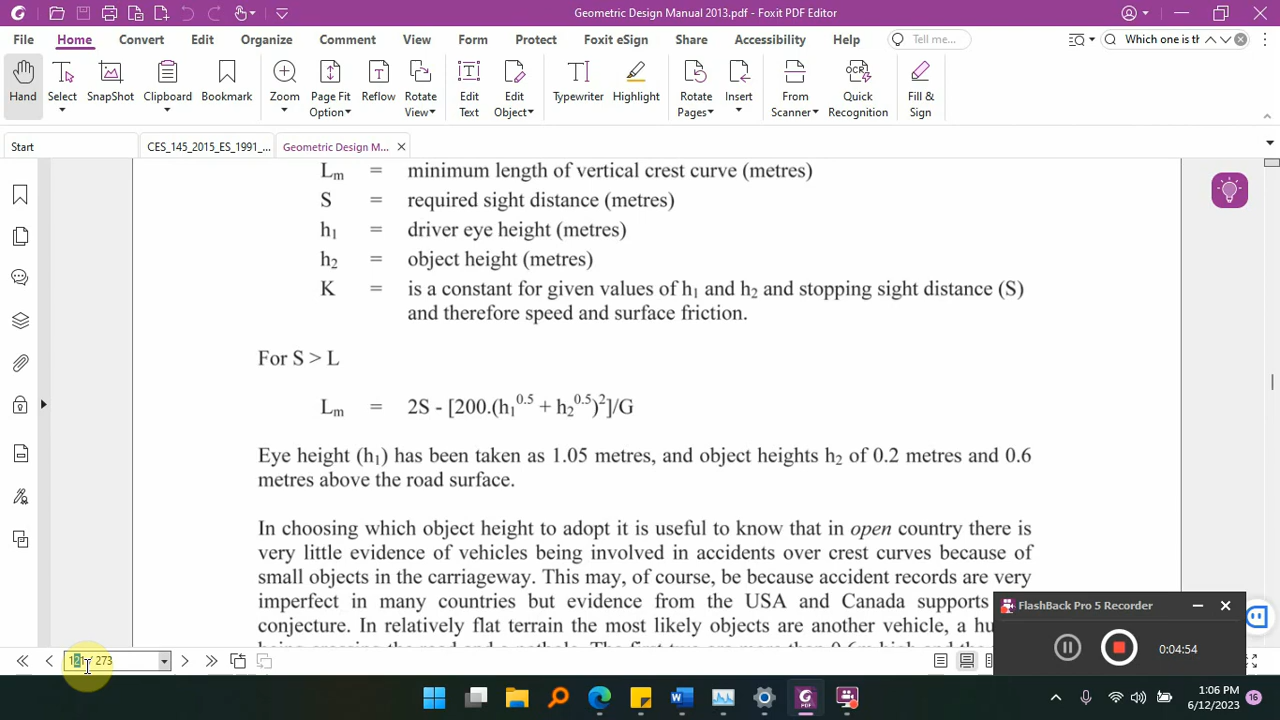 Geometric Design Manual 2013.pdf - Foxit PDF Editor
File Home Convert Edit Organize Comment View Form Protect Foxit eSign Share Accessibility Help Tell me... Which one is th
Hand Select SnapShot Clipboard Bookmark Zoom Page Fit Option Reflow Rotate View Edit Text Edit Object Typewriter Highlight Rotate Pages Insert From Scanner Quick Recognition Fill & Sign
Start CES_145_2015_ES_1991_... Geometric Design M...
Lm = minimum length of vertical crest curve (metres)
S = required sight distance (metres)
h1 = driver eye height (metres)
h2 = object height (metres)
K = is a constant for given values of h1 and h2 and stopping sight distance (S)
and therefore speed and surface friction.
For S > L
Lm = 2S - [200.(h1^0.5 + h2^0.5)^2]/G
Eye height (h1) has been taken as 1.05 metres, and object heights h2 of 0.2 metres and 0.6
metres above the road surface.
In choosing which object height to adopt it is useful to know that in open country there is
very little evidence of vehicles being involved in accidents over crest curves because of
small objects in the carriageway. This may, of course, be because accident records are very
imperfect in many countries but evidence from the USA and Canada supports
conjecture. In relatively flat terrain the most likely objects are another vehicle, a hu
FlashBack Pro 5 Recorder
0:04:54
/ 273
1:06 PM
6/12/2023
16